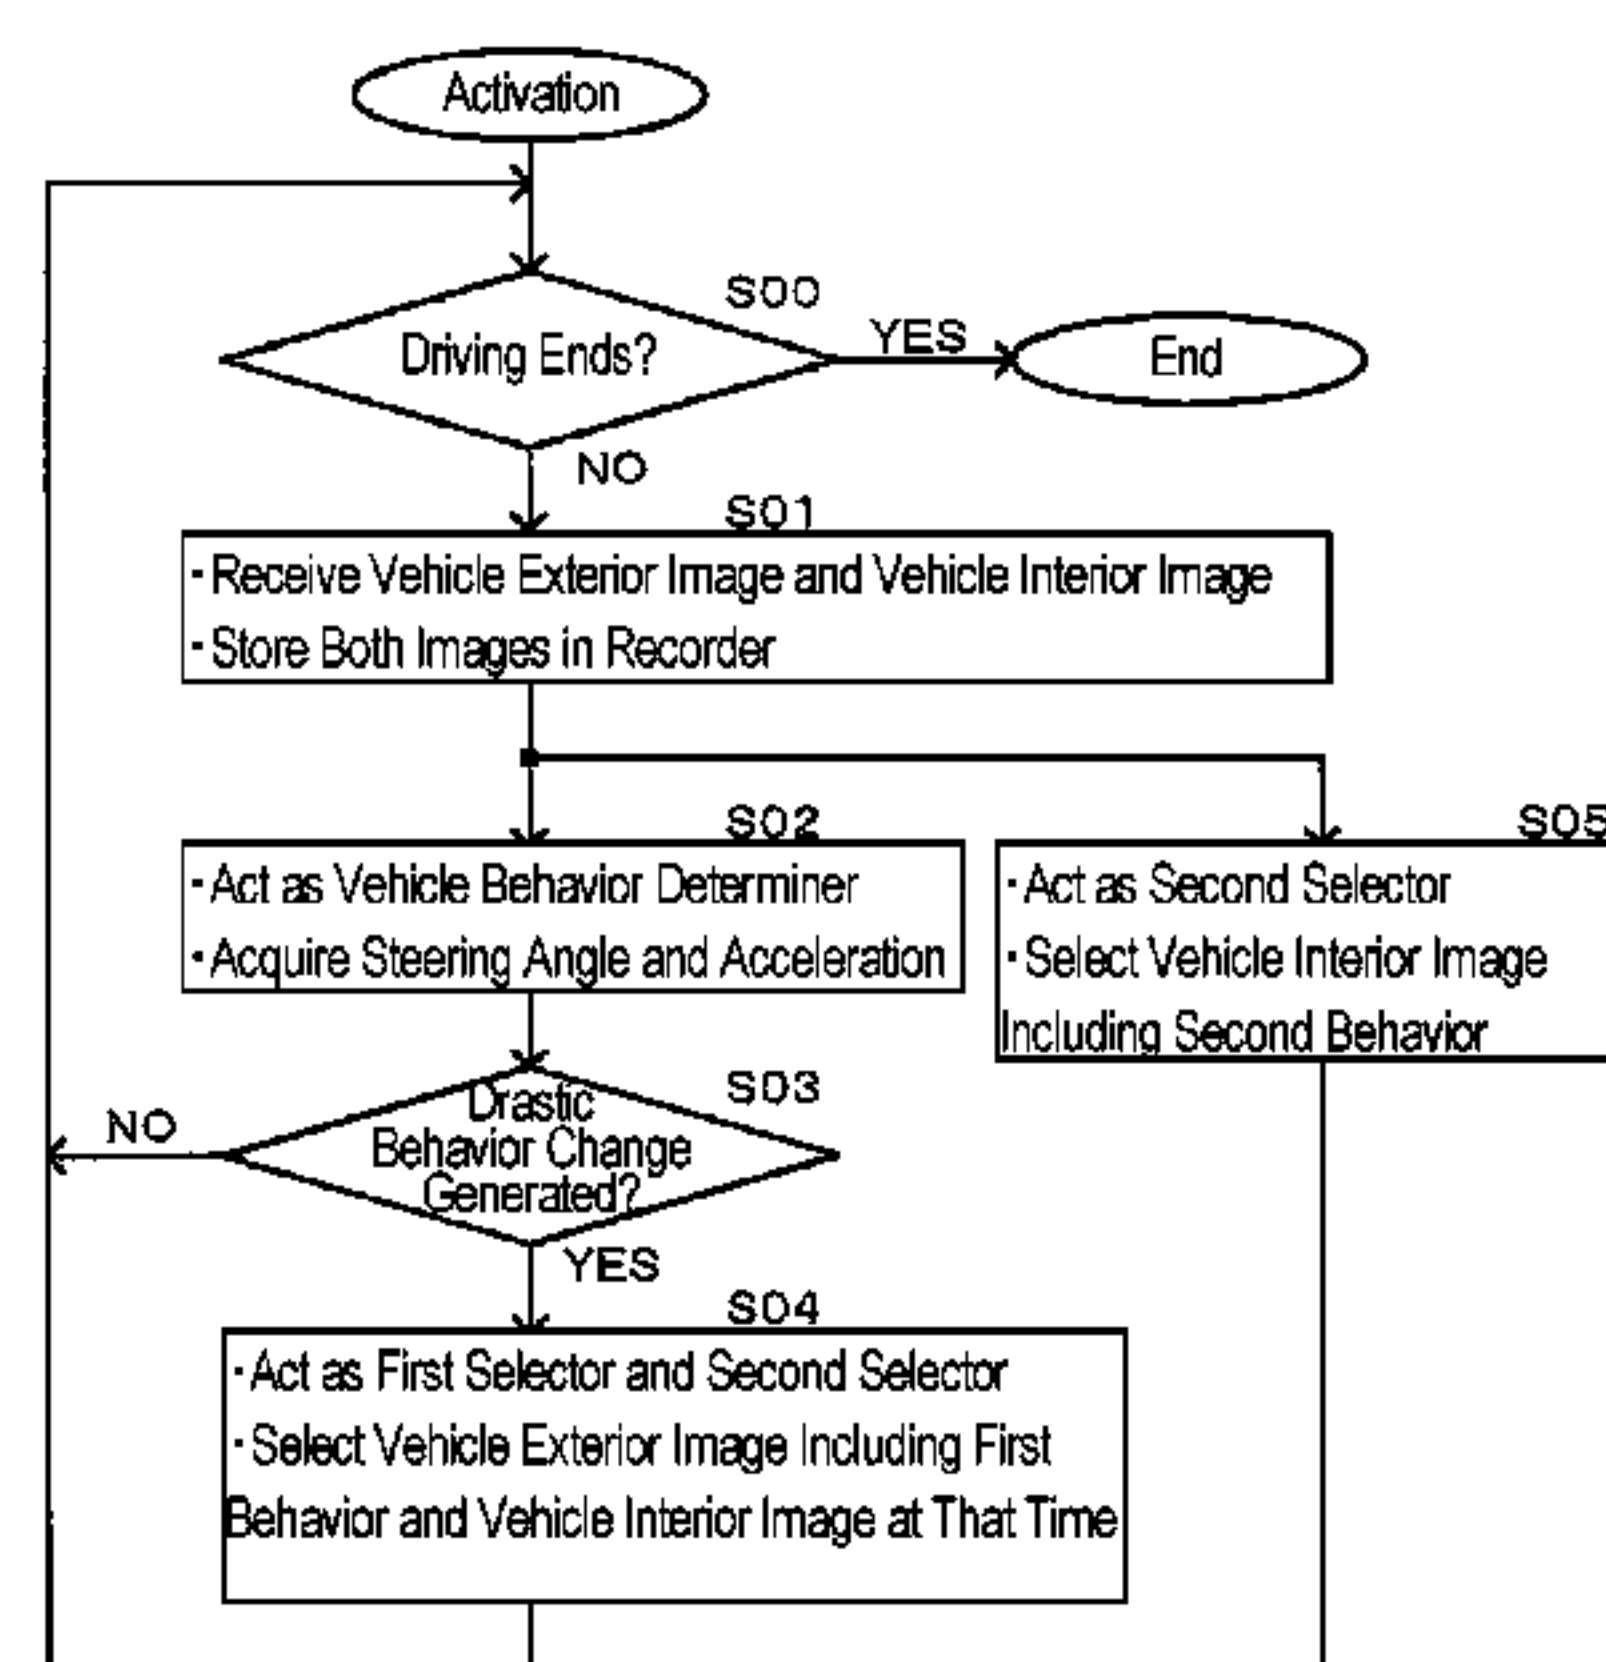 Activation
S00
Driving Ends?
YES
End
NO
S01
·Receive Vehicle Exterior Image and Vehicle Interior Image
·Store Both Images in Recorder
S02
·Act as Vehicle Behavior Determiner
·Acquire Steering Angle and Acceleration
S05
·Act as Second Selector
·Select Vehicle Interior Image
Including Second Behavior
S03
Drastic
Behavior Change
Generated?
NO
YES
S04
·Act as First Selector and Second Selector
·Select Vehicle Exterior Image Including First
Behavior and Vehicle Interior Image at That Time